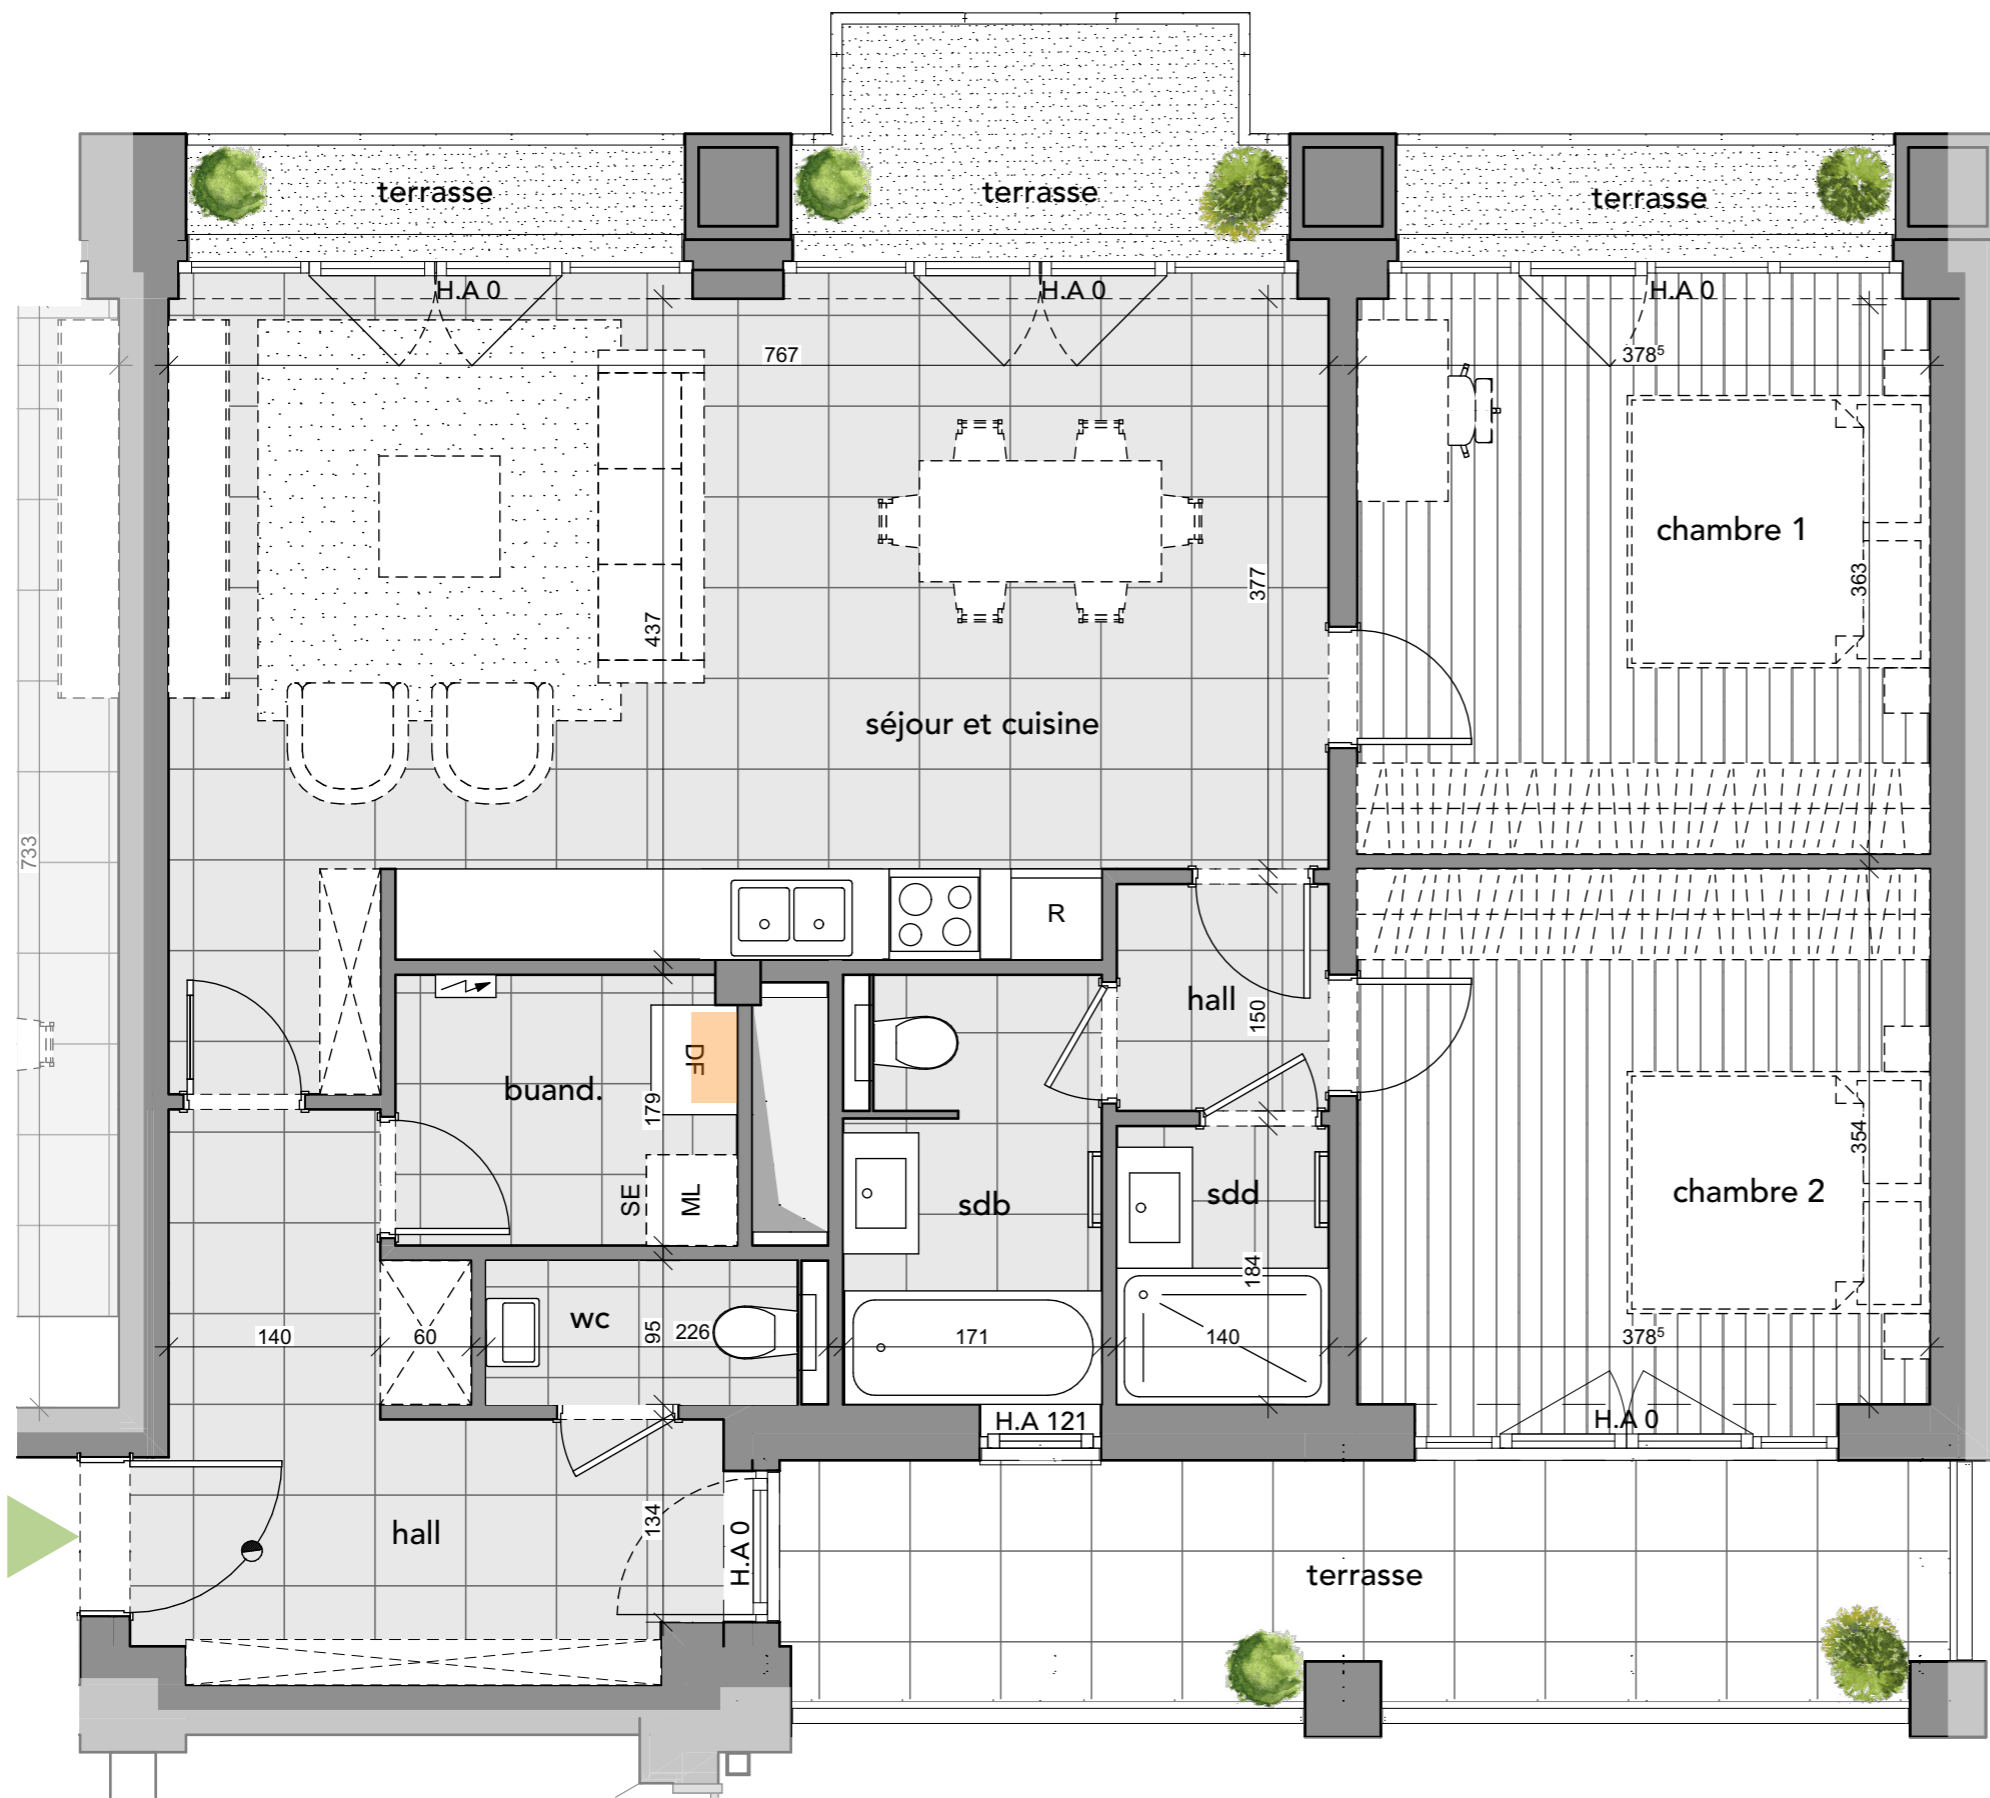 terrasse
terrasse
terrasse
H.A 0
H.A 0
H.A 0
767
378⁵
chambre 1
363
377
437
séjour et cuisine
733
R
hall
150
DF
buand.
179
354
SE
ML
sdb
sdd
chambre 2
184
wc
140
60
95
226
171
140
378⁵
H.A 121
H.A 0
hall
134
H.A 0
terrasse